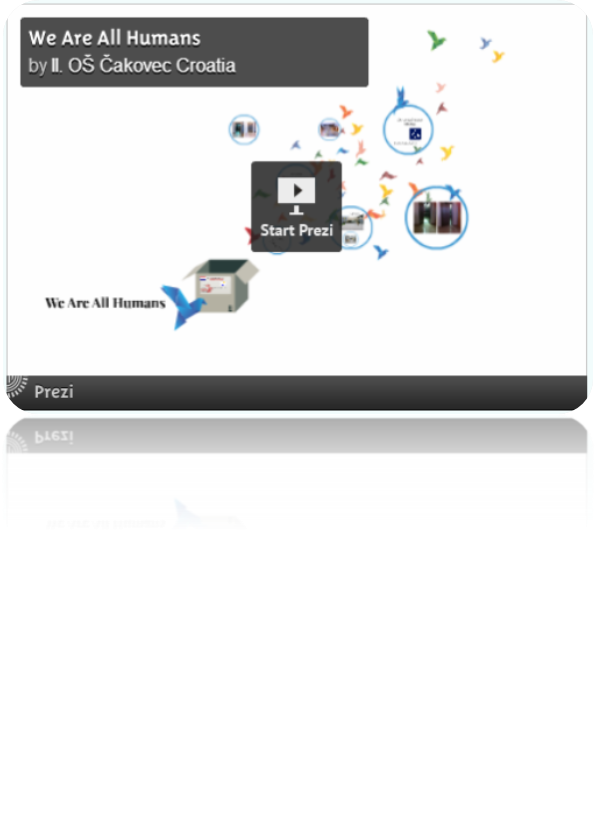 We Are All Humans
by II. OŠ Čakovec Croatia
Start Prezi
We Are All Humans
Prezi